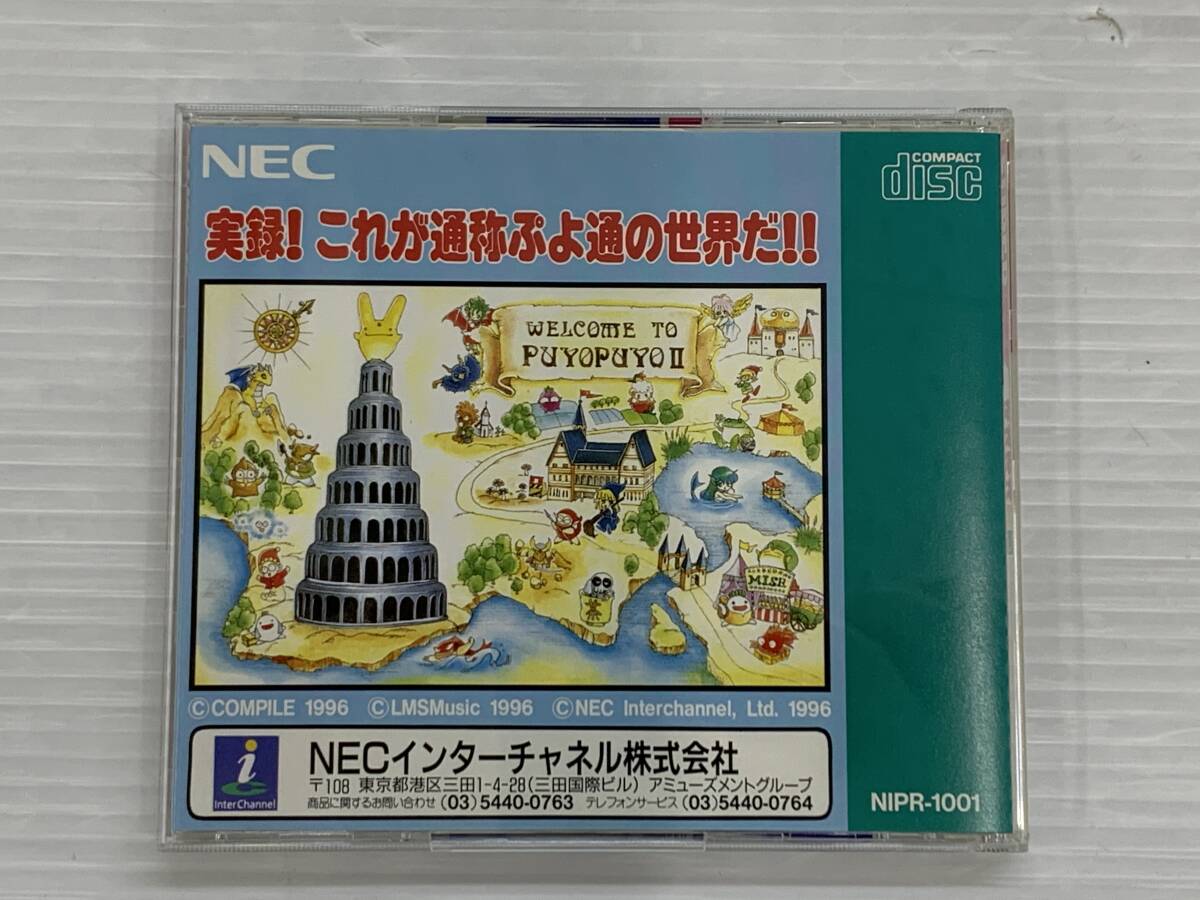 NEC
COMPACT
disc
実録! これが通称ぷよ通の世界だ!!
WELCOME TO
PUYOPUYO II
MISE
©COMPILE 1996 ©LMSMusic 1996 ©NEC Interchannel, Ltd. 1996
i
InterChannel
NECインターチャネル株式会社
〒108 東京都港区三田1-4-28(三田国際ビル) アミューズメントグループ
商品に関するお問い合わせ (03)5440-0763 テレフォンサービス (03)5440-0764
NIPR-1001